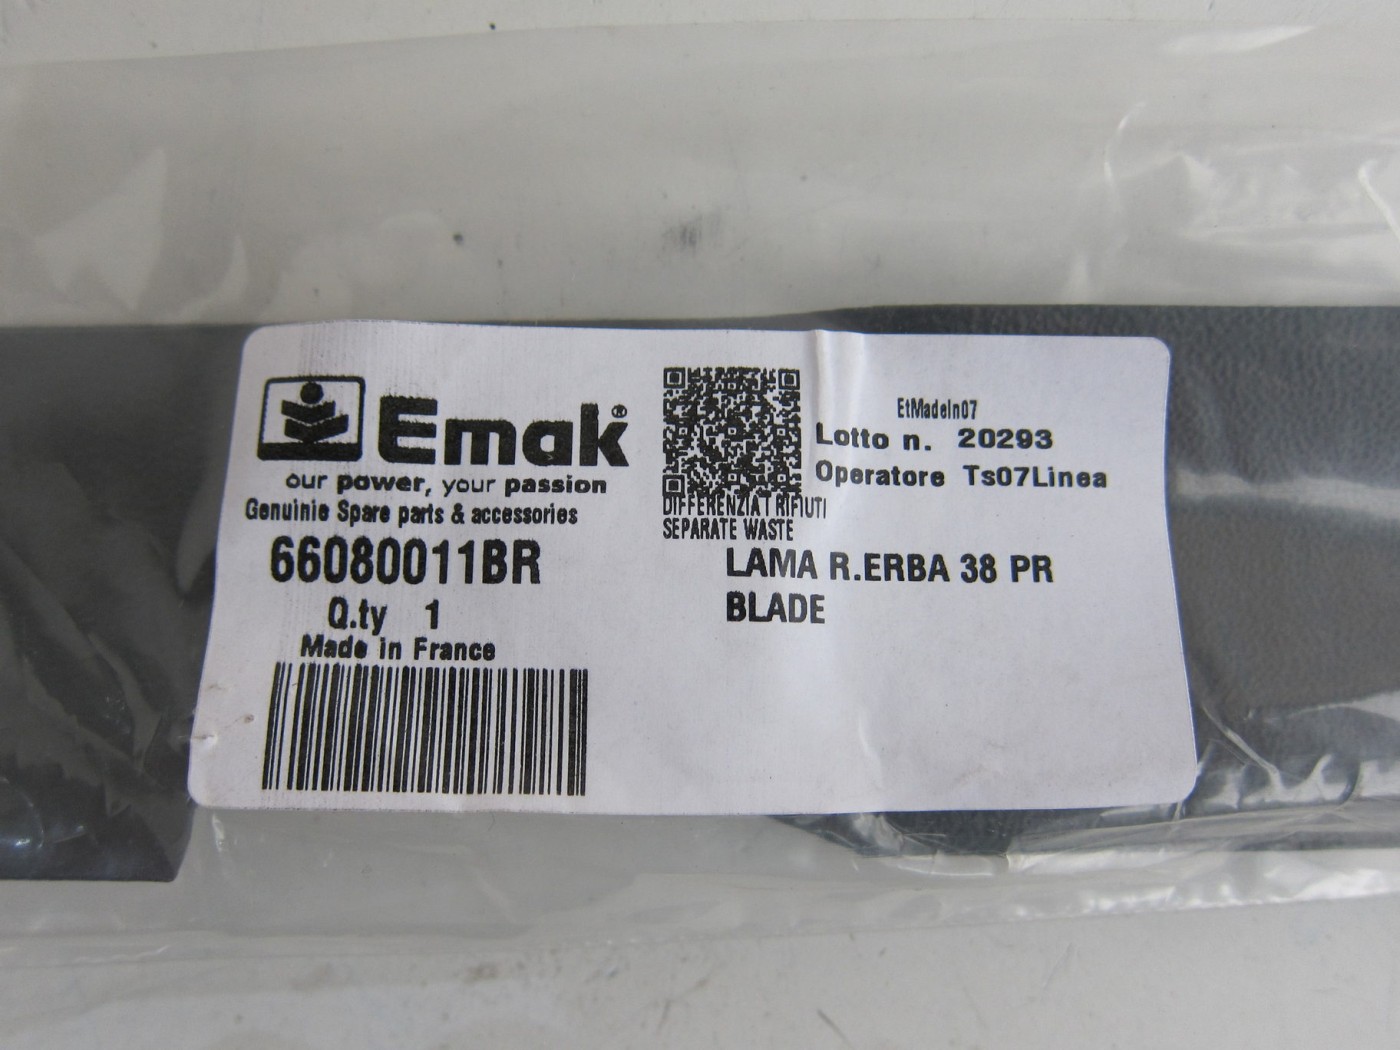 Emak®
our power, your passion
Genuinie Spare parts & accessories
66080011BR
Q.ty 1
Made in France
EtMadeIn07
Lotto n. 20293
Operatore Ts07Linea
DIFFERENZIA I RIFIUTI
SEPARATE WASTE
LAMA R.ERBA 38 PR
BLADE